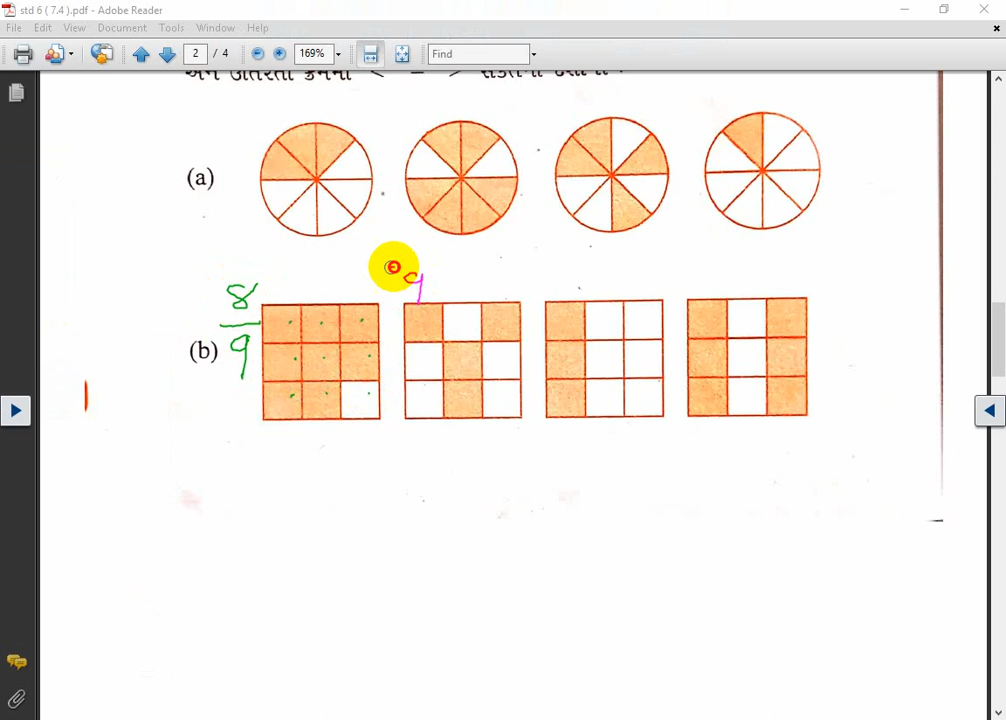 std 6 ( 7.4 ).pdf - Adobe Reader
File Edit View Document Tools Window Help
2 / 4 169% Find
(a)
8
9
9
(b)